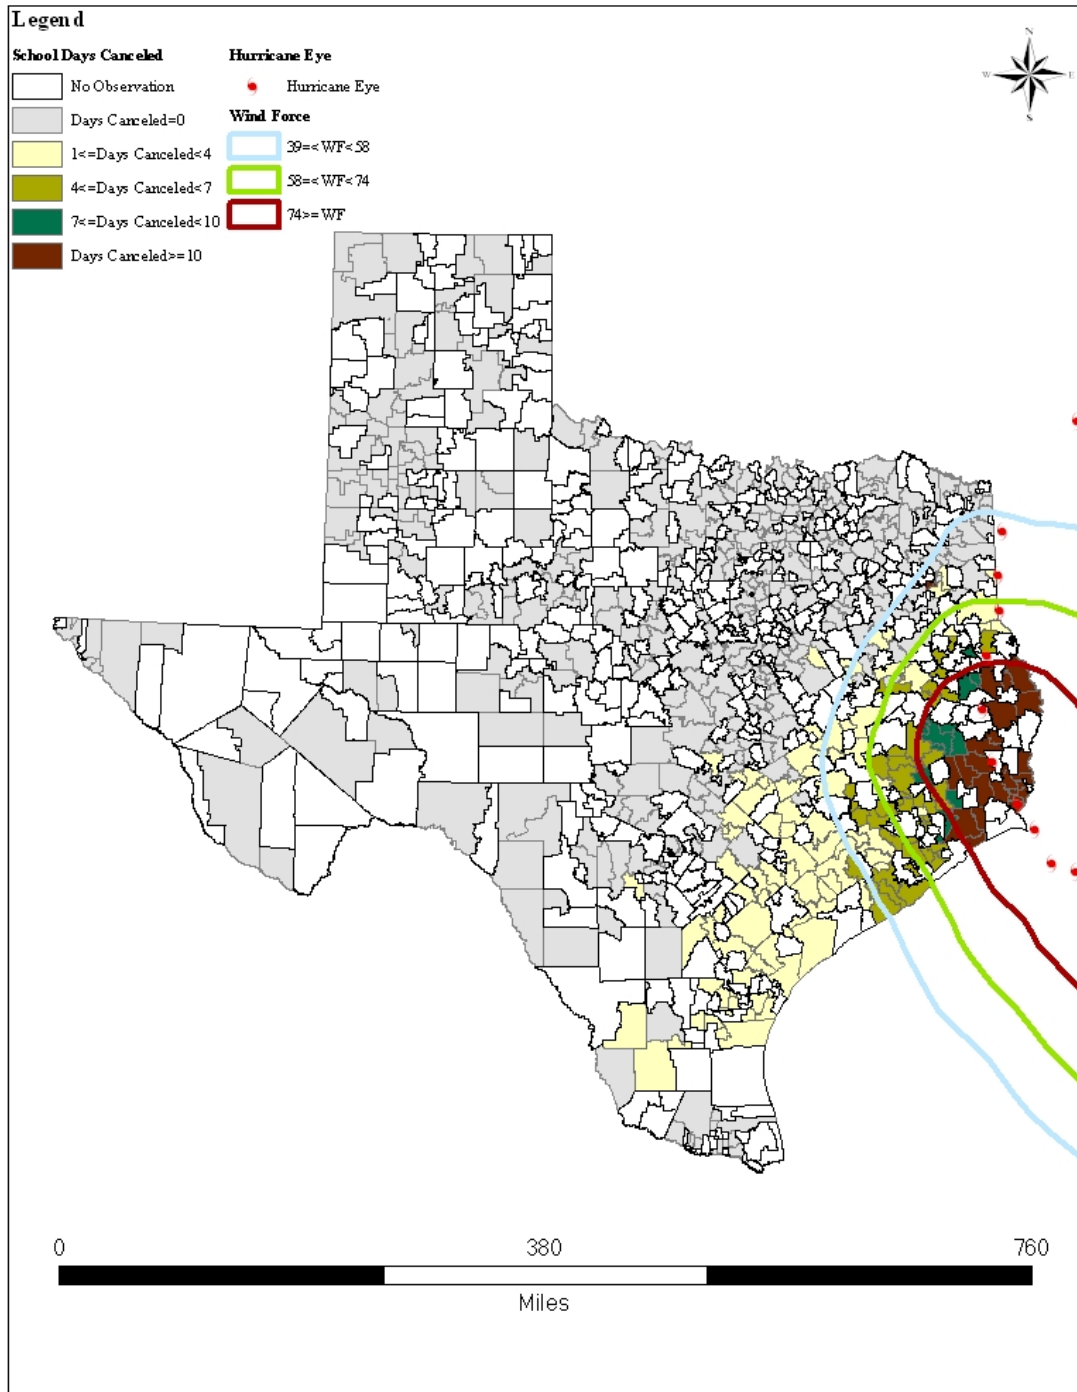 Legend
School Days Canceled
No Observation
Days Canceled=0
1<=Days Canceled<4
4<=Days Canceled<7
7<=Days Canceled<10
Days Canceled>=10
Hurricane Eye
Hurricane Eye
Wind Force
39=<WF<58
58=<WF<74
74>=WF
N
W
E
S
0
380
760
Miles